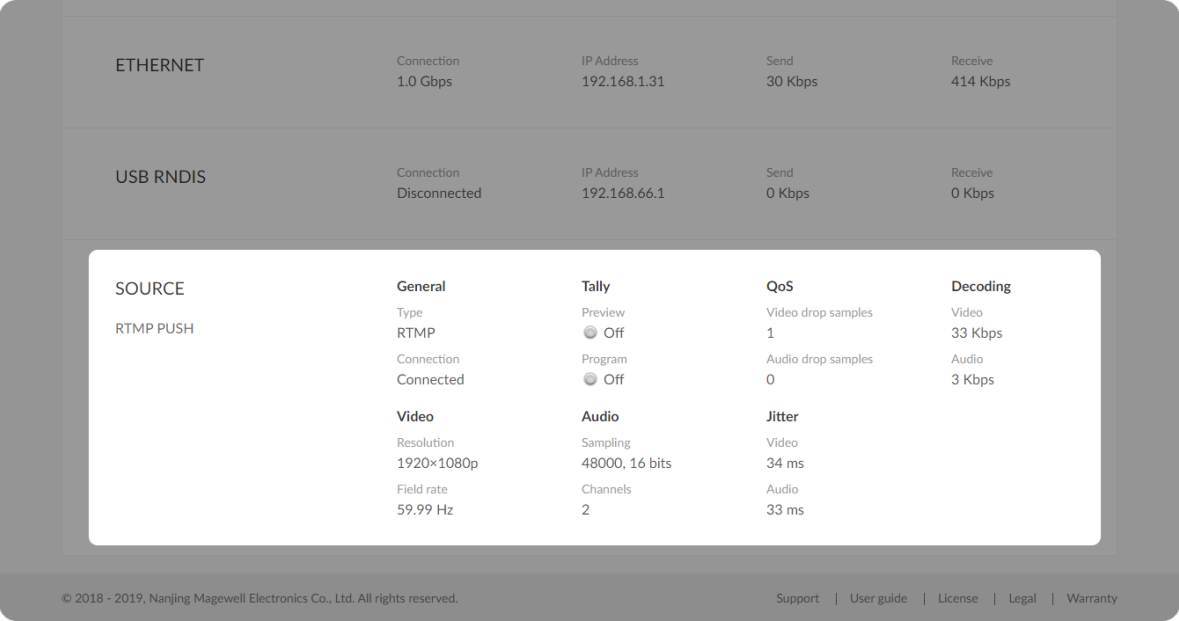 ETHERNET
Connection
1.0 Gbps
IP Address
192.168.1.31
Send
30 Kbps
Receive
414 Kbps
USB RNDIS
Connection
Disconnected
IP Address
192.168.66.1
Send
0 Kbps
Receive
0 Kbps
SOURCE
RTMP PUSH
General
Type
RTMP
Connection
Connected
Tally
Preview
Off
Program
Off
QoS
Video drop samples
1
Audio drop samples
0
Decoding
Video
33 Kbps
Audio
3 Kbps
Video
Resolution
1920×1080p
Field rate
59.99 Hz
Audio
Sampling
48000, 16 bits
Channels
2
Jitter
Video
34 ms
Audio
33 ms
© 2018 - 2019, Nanjing Magewell Electronics Co., Ltd. All rights reserved.
Support | User guide | License | Legal | Warranty